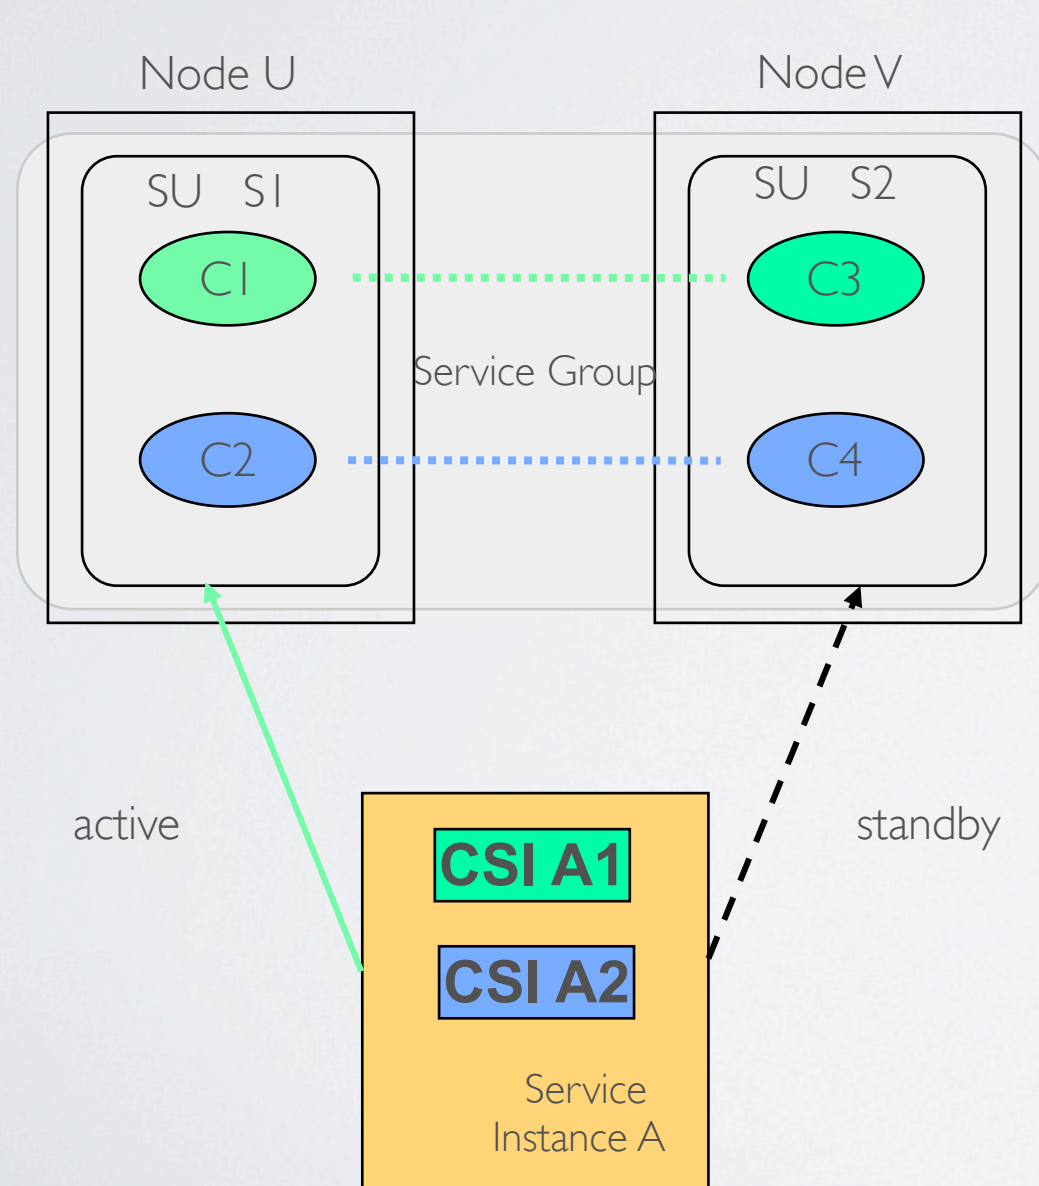 Node U
Node V
SU S1
SU S2
C1
C3
Service Group
C2
C4
active
standby
CSI A1
CSI A2
Service
Instance A